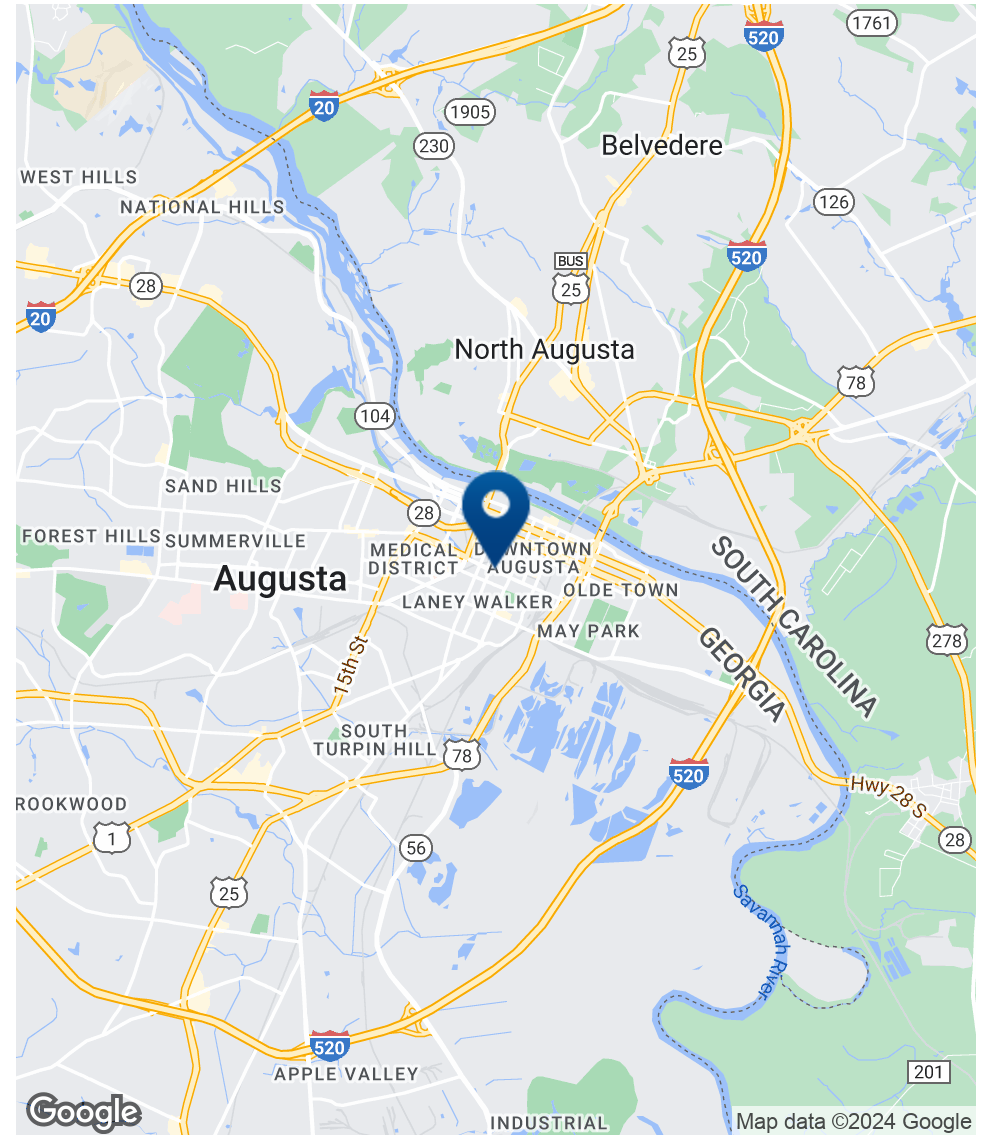 1761
520
25
20
1905
230
Belvedere
WEST HILLS
126
NATIONAL HILLS
520
BUS
25
28
20
North Augusta
78
104
SAND HILLS
28
FOREST HILLS
SUMMERVILLE
MEDICAL
DISTRICT
DOWNTOWN
AUGUSTA
Augusta
OLDE TOWN
LANEY WALKER
MAY PARK
SOUTH CAROLINA
GEORGIA
278
15th St
SOUTH
TURPIN HILL
78
520
Hwy 28 S
ROOKWOOD
1
56
28
25
Savannah River
520
APPLE VALLEY
201
Google
INDUSTRIAL
Map data ©2024 Google